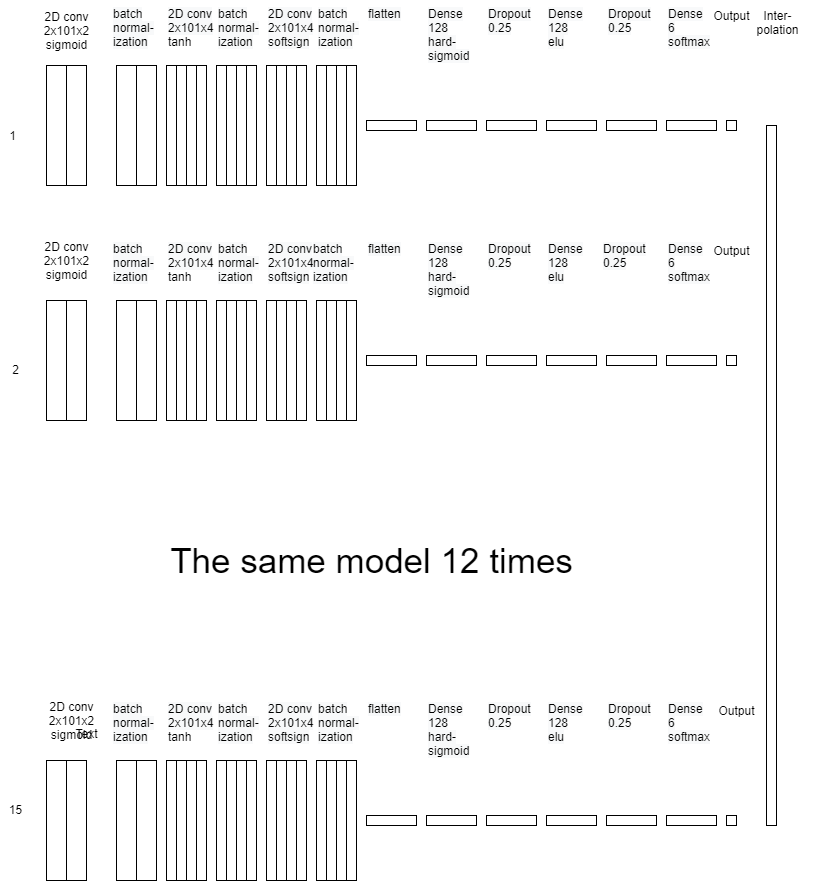 2D conv
2x101x2
sigmoid
batch
normal-
ization
2D conv
2x101x4
tanh
batch
normal-
ization
2D conv
2x101x4
softsign
batch
normal-
ization
flatten
Dense
128
hard-
sigmoid
Dropout
0.25
Dense
128
elu
Dropout
0.25
Dense
6
softmax
Output
Inter-
polation
1
2D conv
2x101x2
sigmoid
batch
normal-
ization
2D conv
2x101x4
tanh
batch
normal-
ization
2D conv
2x101x4
softsign
batch
normal-
ization
flatten
Dense
128
hard-
sigmoid
Dropout
0.25
Dense
128
elu
Dropout
0.25
Dense
6
softmax
Output
2
The same model 12 times
2D conv
2x101x2
sigmoid
Text
batch
normal-
ization
2D conv
2x101x4
tanh
batch
normal-
ization
2D conv
2x101x4
softsign
batch
normal-
ization
flatten
Dense
128
hard-
sigmoid
Dropout
0.25
Dense
128
elu
Dropout
0.25
Dense
6
softmax
Output
15